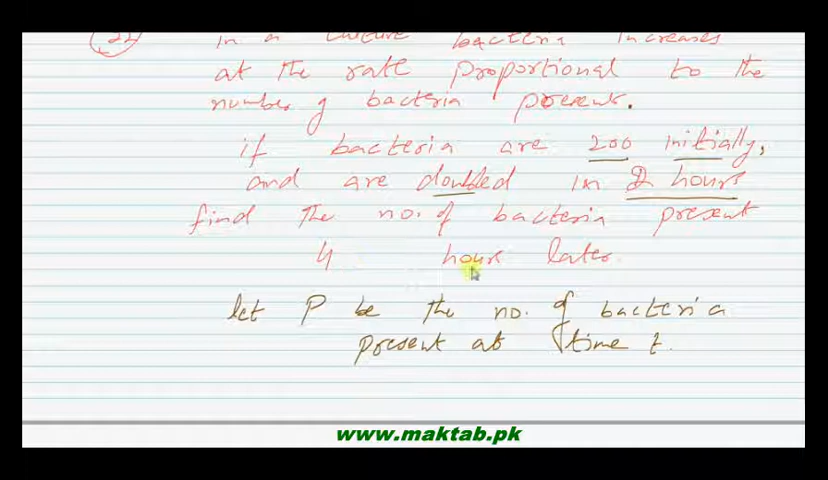 (22) in a culture bacteria increases
at the rate proportional to the
number of bacteria present.
if bacteria are 200 initially,
and are doubled in 2 hours
find the no. of bacteria present
4 hour later
let P be the no. of bacteria
present at time t.
www.maktab.pk